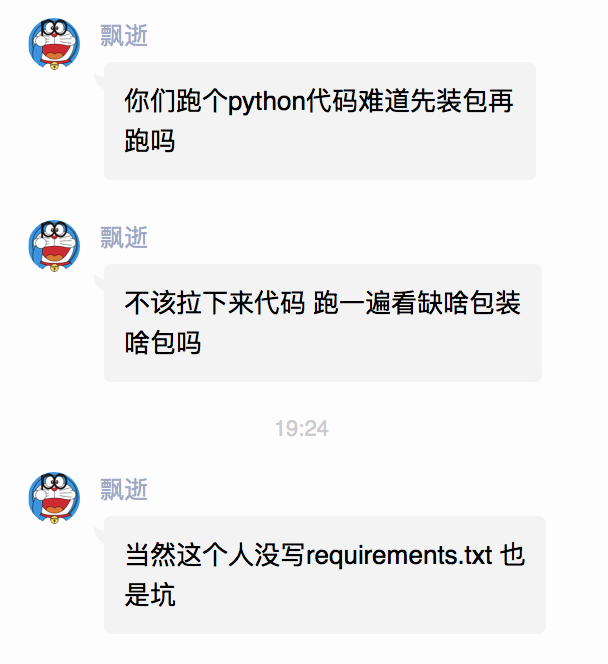 飘逝
你们跑个python代码难道先装包再
跑吗
飘逝
不该拉下来代码 跑一遍看缺啥包装
啥包吗
19:24
飘逝
当然这个人没写requirements.txt 也
是坑